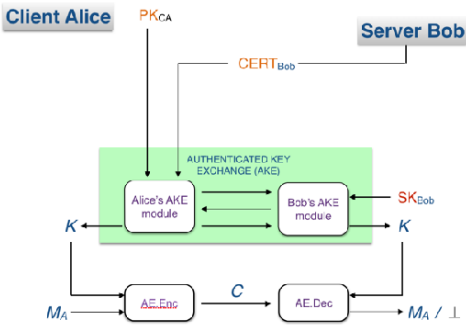 Client Alice
PKCA
Server Bob
CERTBob
AUTHENTICATED KEY
EXCHANGE (AKE)
Alice's AKE
module
Bob's AKE
module
SKBob
K
K
MA
AE.Enc
C
AE.Dec
MA / ⊥